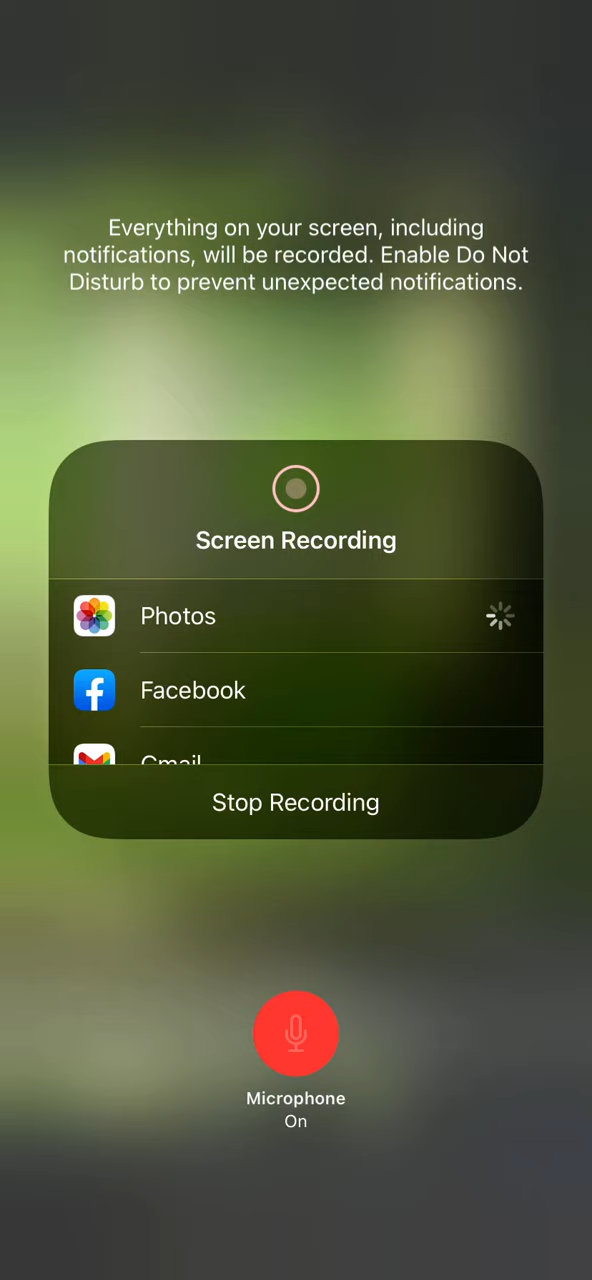 Everything on your screen, including
notifications, will be recorded. Enable Do Not
Disturb to prevent unexpected notifications.
Screen Recording
Photos
Facebook
Gmail
Stop Recording
Microphone
On